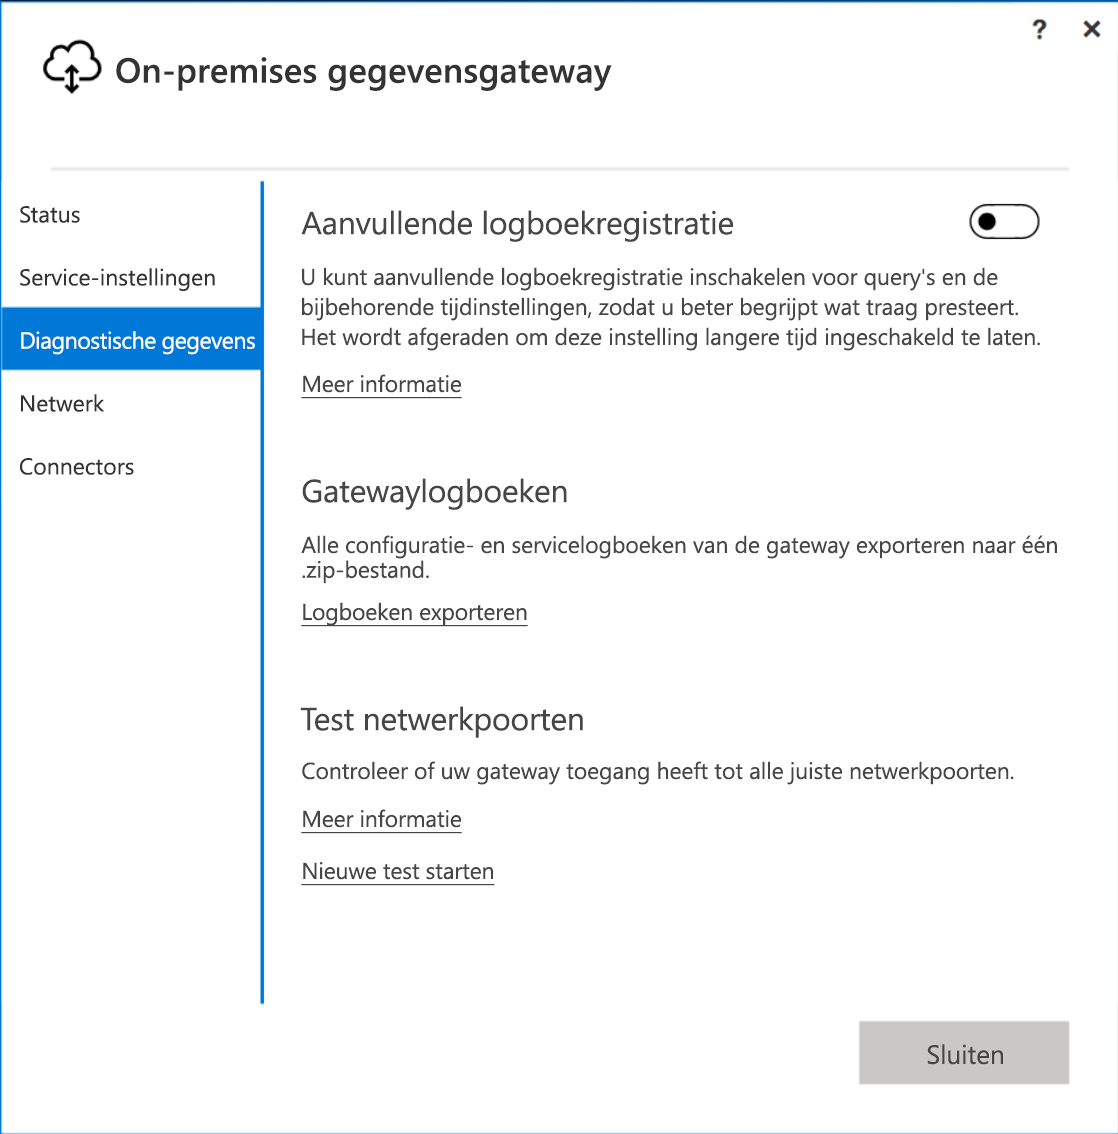 ?
On-premises gegevensgateway
Status
Service-instellingen
Diagnostische gegevens
Netwerk
Connectors
Aanvullende logboekregistratie
U kunt aanvullende logboekregistratie inschakelen voor query's en de
bijbehorende tijdinstellingen, zodat u beter begrijpt wat traag presteert.
Het wordt afgeraden om deze instelling langere tijd ingeschakeld te laten.
Meer informatie
Gatewaylogboeken
Alle configuratie- en servicelogboeken van de gateway exporteren naar één
.zip-bestand.
Logboeken exporteren
Test netwerkpoorten
Controleer of uw gateway toegang heeft tot alle juiste netwerkpoorten.
Meer informatie
Nieuwe test starten
Sluiten